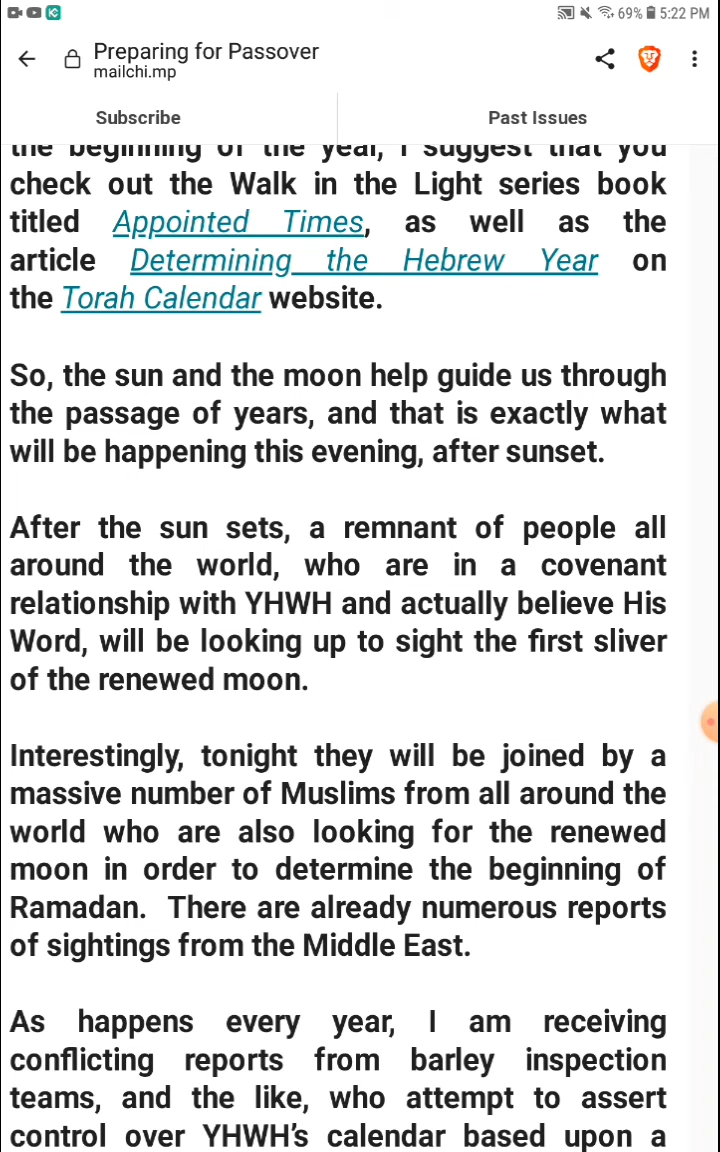 69% 5:22 PM
Preparing for Passover
mailchi.mp
Subscribe
Past Issues
the beginning of the year, I suggest that you
check out the Walk in the Light series book
titled Appointed Times, as well as the
article Determining the Hebrew Year on
the Torah Calendar website.
So, the sun and the moon help guide us through
the passage of years, and that is exactly what
will be happening this evening, after sunset.
After the sun sets, a remnant of people all
around the world, who are in a covenant
relationship with YHWH and actually believe His
Word, will be looking up to sight the first sliver
of the renewed moon.
Interestingly, tonight they will be joined by a
massive number of Muslims from all around the
world who are also looking for the renewed
moon in order to determine the beginning of
Ramadan.  There are already numerous reports
of sightings from the Middle East.
As happens every year, I am receiving
conflicting reports from barley inspection
teams, and the like, who attempt to assert
control over YHWH’s calendar based upon a